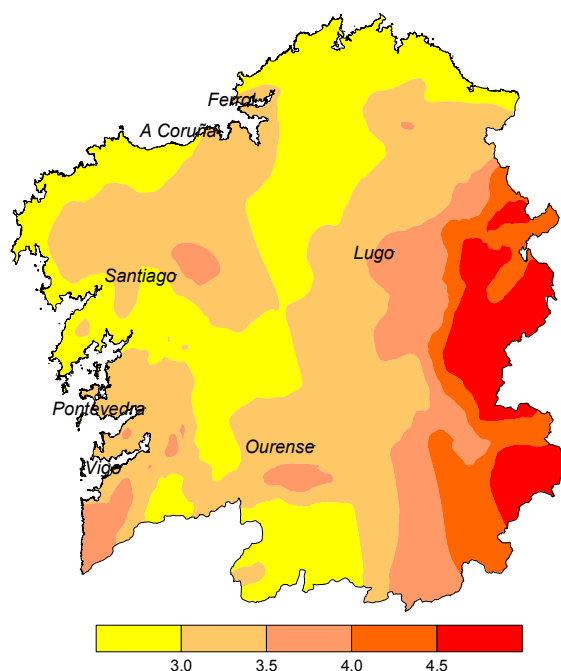 Ferrol
A Coruña
Lugo
Santiago
Pontevedra
Ourense
Vigo
3.0 3.5 4.0 4.5